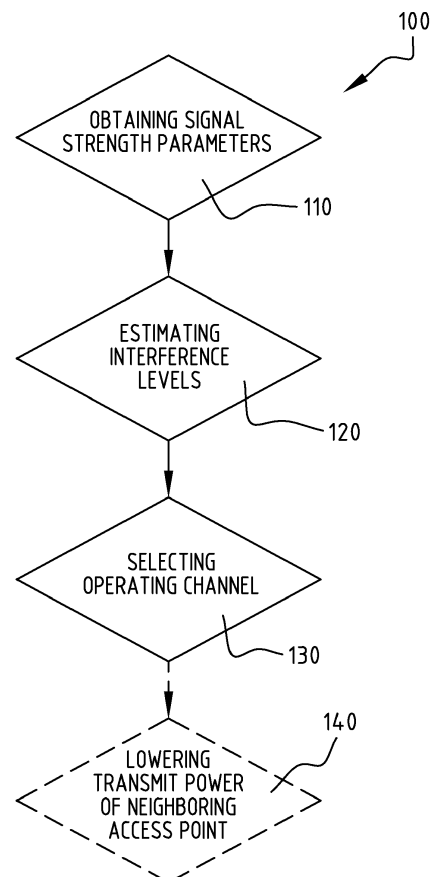 100
OBTAINING SIGNAL
STRENGTH PARAMETERS
110
ESTIMATING
INTERFERENCE
LEVELS
120
SELECTING
OPERATING CHANNEL
130
140
LOWERING
TRANSMIT POWER
OF NEIGHBORING
ACCESS POINT